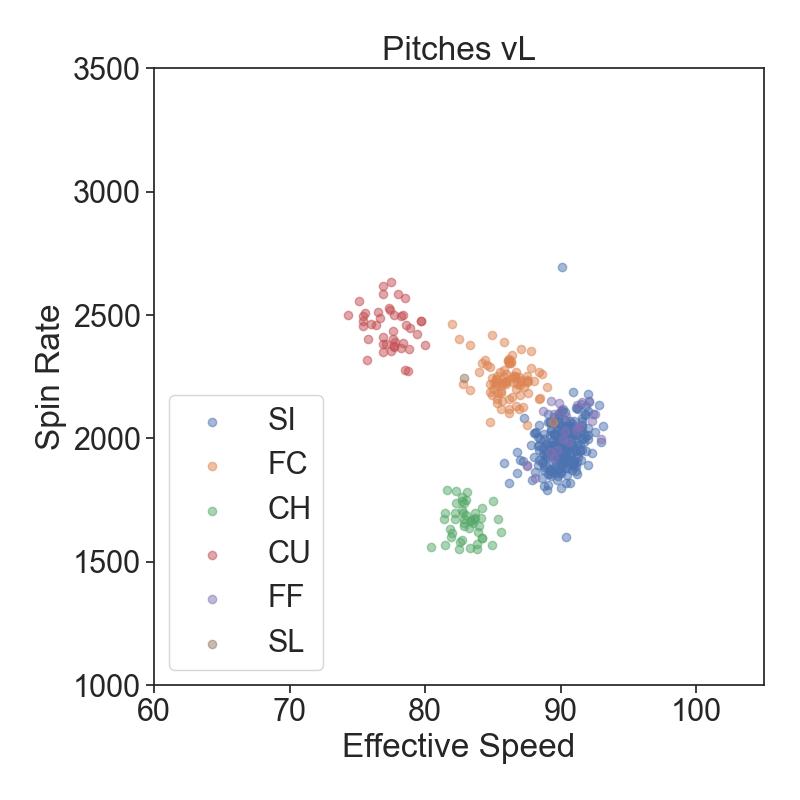 Pitches vL
3500
3000
2500
2000
1500
1000
Spin Rate
SI
FC
CH
CU
FF
SL
60 70 80 90 100
Effective Speed